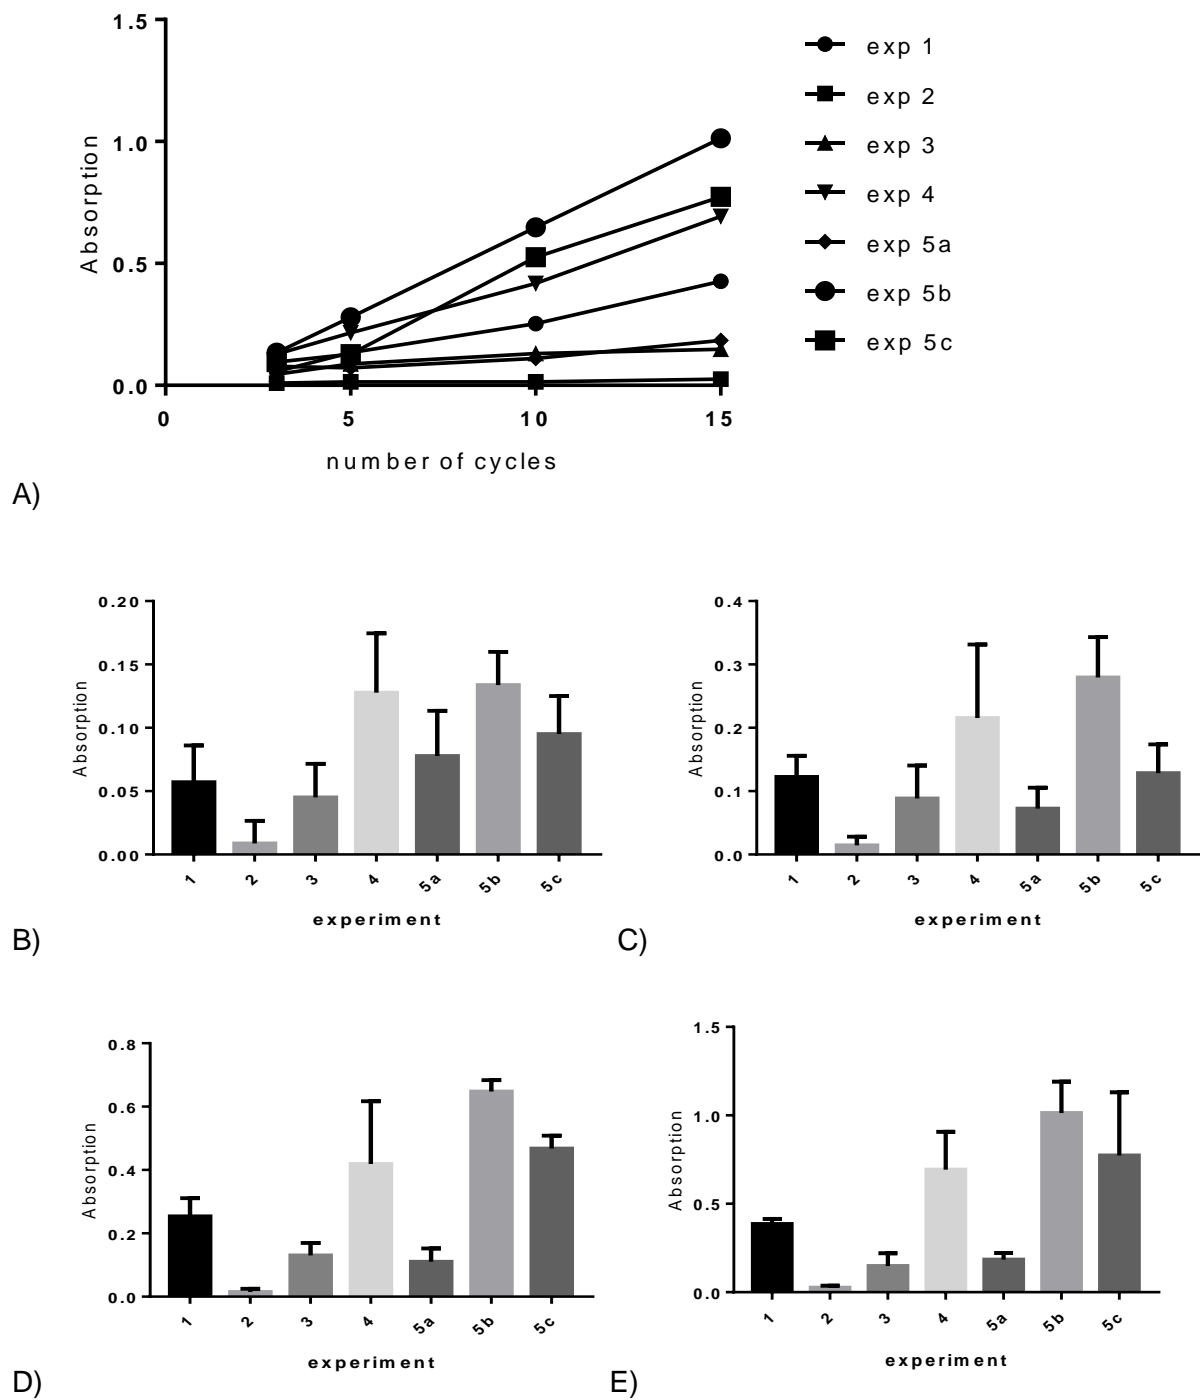 1.5
1.0
0.5
0.0
Absorption
0 5 10 15
number of cycles
exp 1
exp 2
exp 3
exp 4
exp 5a
exp 5b
exp 5c
A)
0.20
0.15
0.10
0.05
0.00
Absorption
1 2 3 4 5a 5b 5c
experiment
B)
0.4
0.3
0.2
0.1
0.0
Absorption
1 2 3 4 5a 5b 5c
experiment
C)
0.8
0.6
0.4
0.2
0.0
Absorption
1 2 3 4 5a 5b 5c
experiment
D)
1.5
1.0
0.5
0.0
Absorption
1 2 3 4 5a 5b 5c
experiment
E)